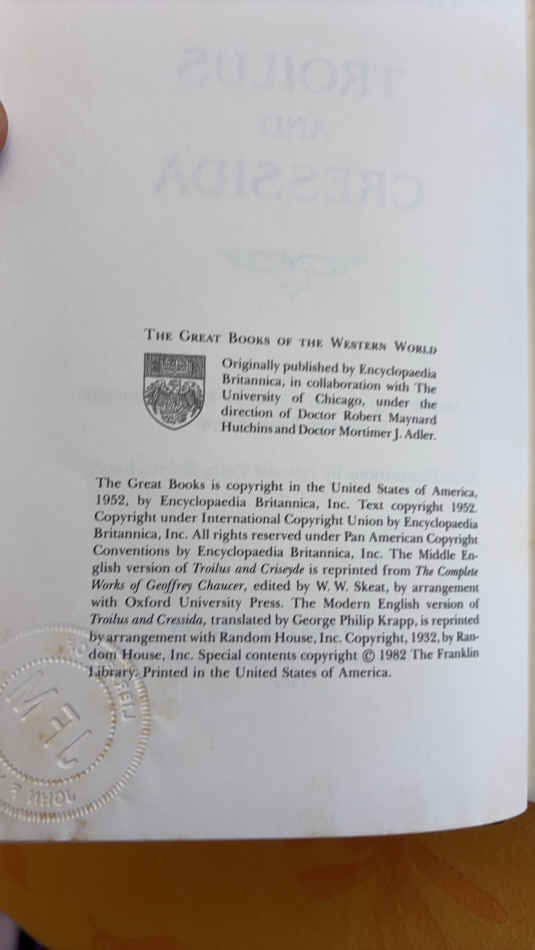 TROILUS
AND
CRESSIDA
THE GREAT BOOKS OF THE WESTERN WORLD
Originally published by Encyclopaedia
Britannica, in collaboration with The
University of Chicago, under the
direction of Doctor Robert Maynard
Hutchins and Doctor Mortimer J. Adler.
The Great Books is copyright in the United States of America,
1952, by Encyclopaedia Britannica, Inc. Text copyright 1952.
Copyright under International Copyright Union by Encyclopaedia
Britannica, Inc. All rights reserved under Pan American Copyright
Conventions by Encyclopaedia Britannica, Inc. The Middle En-
glish version of Troilus and Criseyde is reprinted from The Complete
Works of Geoffrey Chaucer, edited by W. W. Skeat, by arrangement
with Oxford University Press. The Modern English version of
Troilus and Cressida, translated by George Philip Krapp, is reprinted
by arrangement with Random House, Inc. Copyright, 1932, by Ran-
dom House, Inc. Special contents copyright © 1982 The Franklin
Library. Printed in the United States of America.
JFW
JOHN F